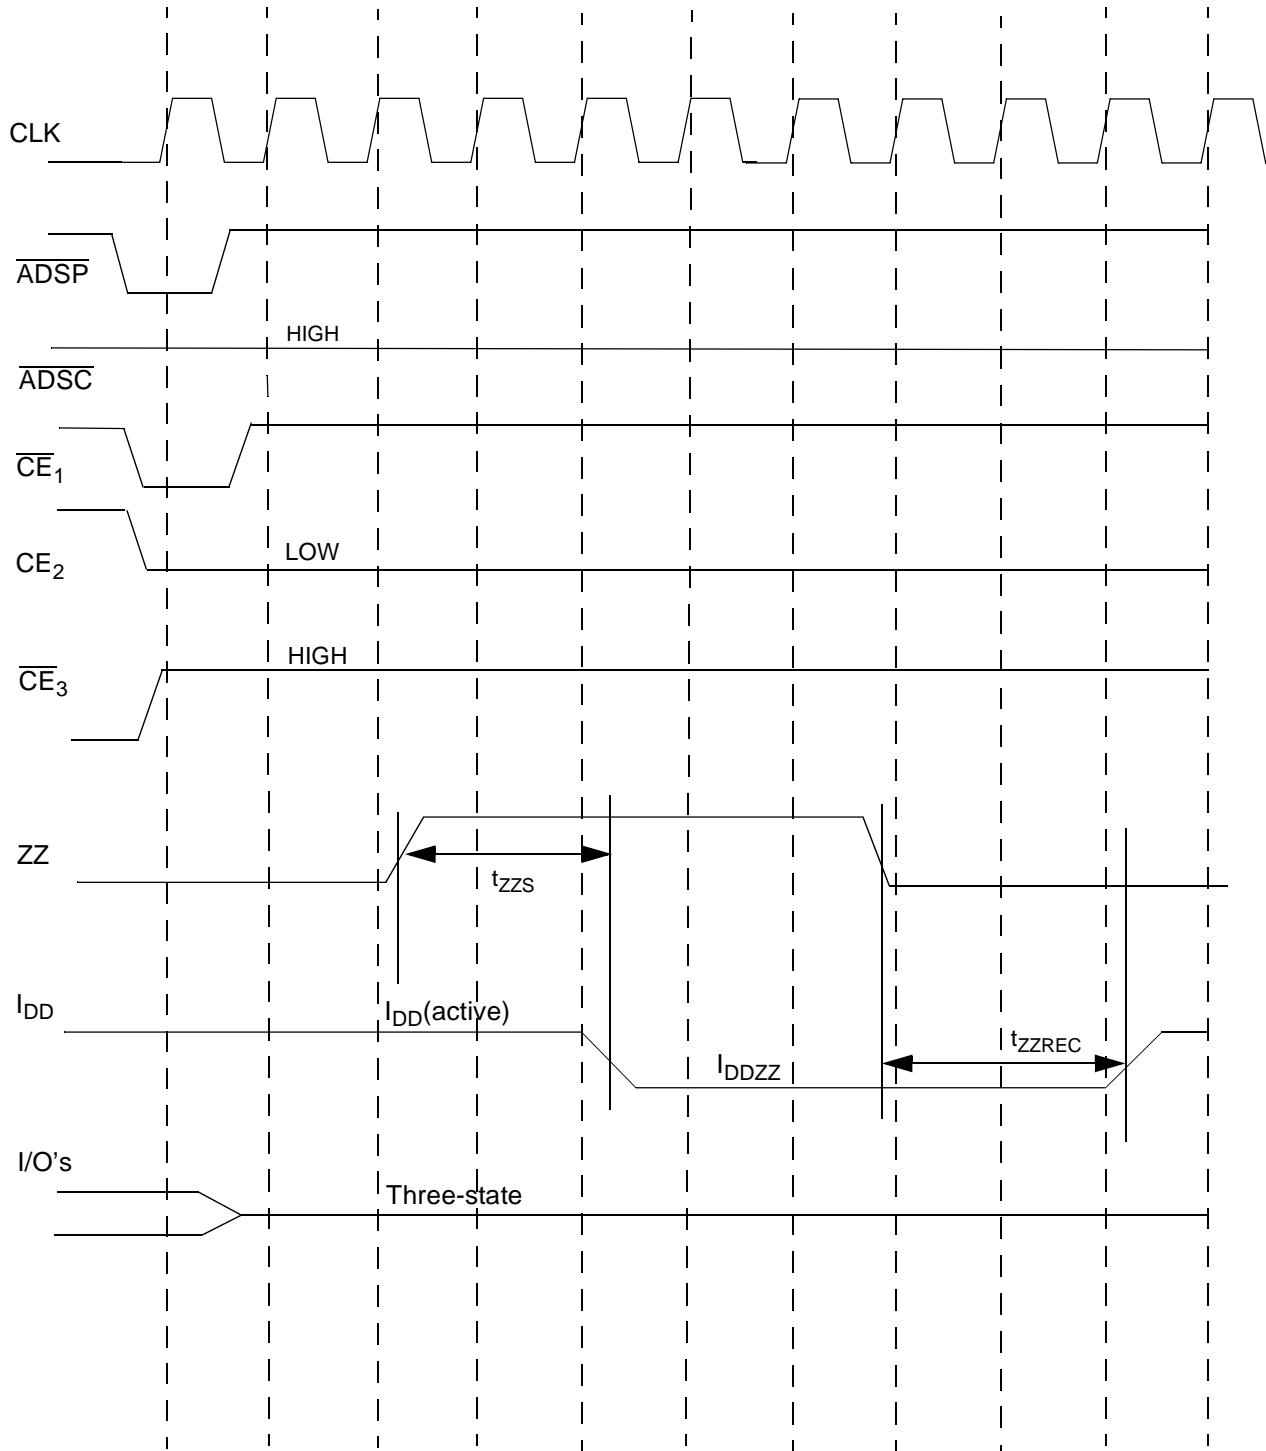 CLK
ADSP
HIGH
ADSC
CE1
LOW
CE2
HIGH
CE3
ZZ
tZZS
IDD
IDD(active)
tZZREC
IDDZZ
I/O's
Three-state